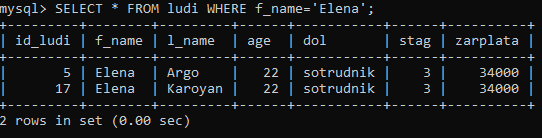 mysql> SELECT * FROM ludi WHERE f_name='Elena';
+---------+--------+---------+-----+-----------+------+----------+
| id_ludi | f_name | l_name | age | dol | stag | zarplata |
+---------+--------+---------+-----+-----------+------+----------+
| 5 | Elena | Argo | 22 | sotrudnik | 3 | 34000 |
| 17 | Elena | Karoyan | 22 | sotrudnik | 3 | 34000 |
+---------+--------+---------+-----+-----------+------+----------+
2 rows in set (0.00 sec)